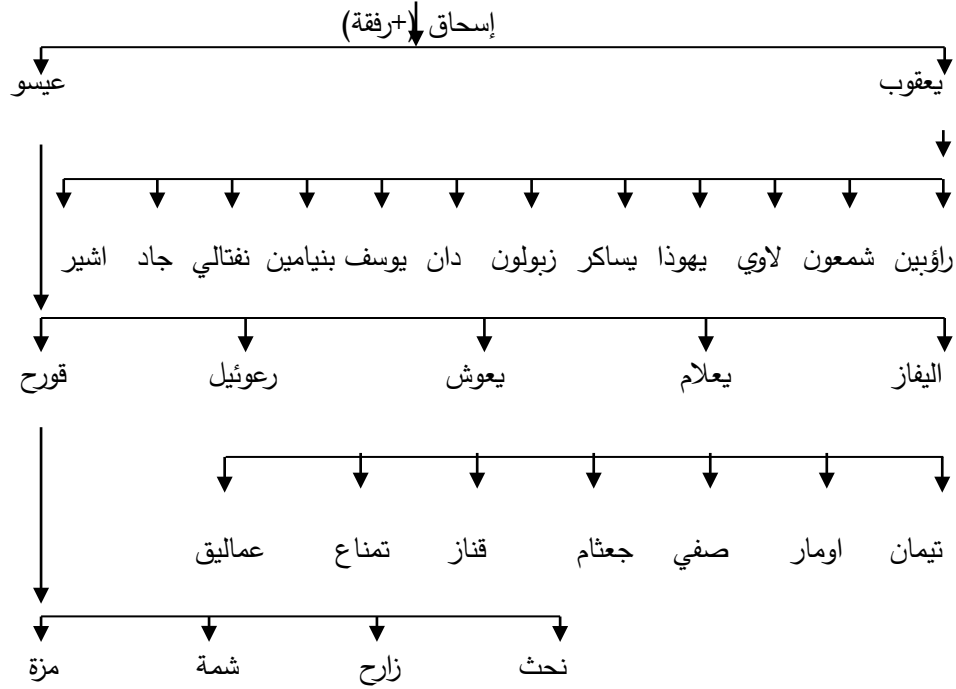 إسحاق (+رفقة)
يعقوب عيسو
راؤبين شمعون لاوي يهوذا يساكر زبولون دان يوسف بنيامين نفتالي جاد اشير
اليفاز يعلام يعوش رعوئيل قورح
تيمان اومار صفي جعثام قناز تمناع عماليق
نحث زارح شمة مزة